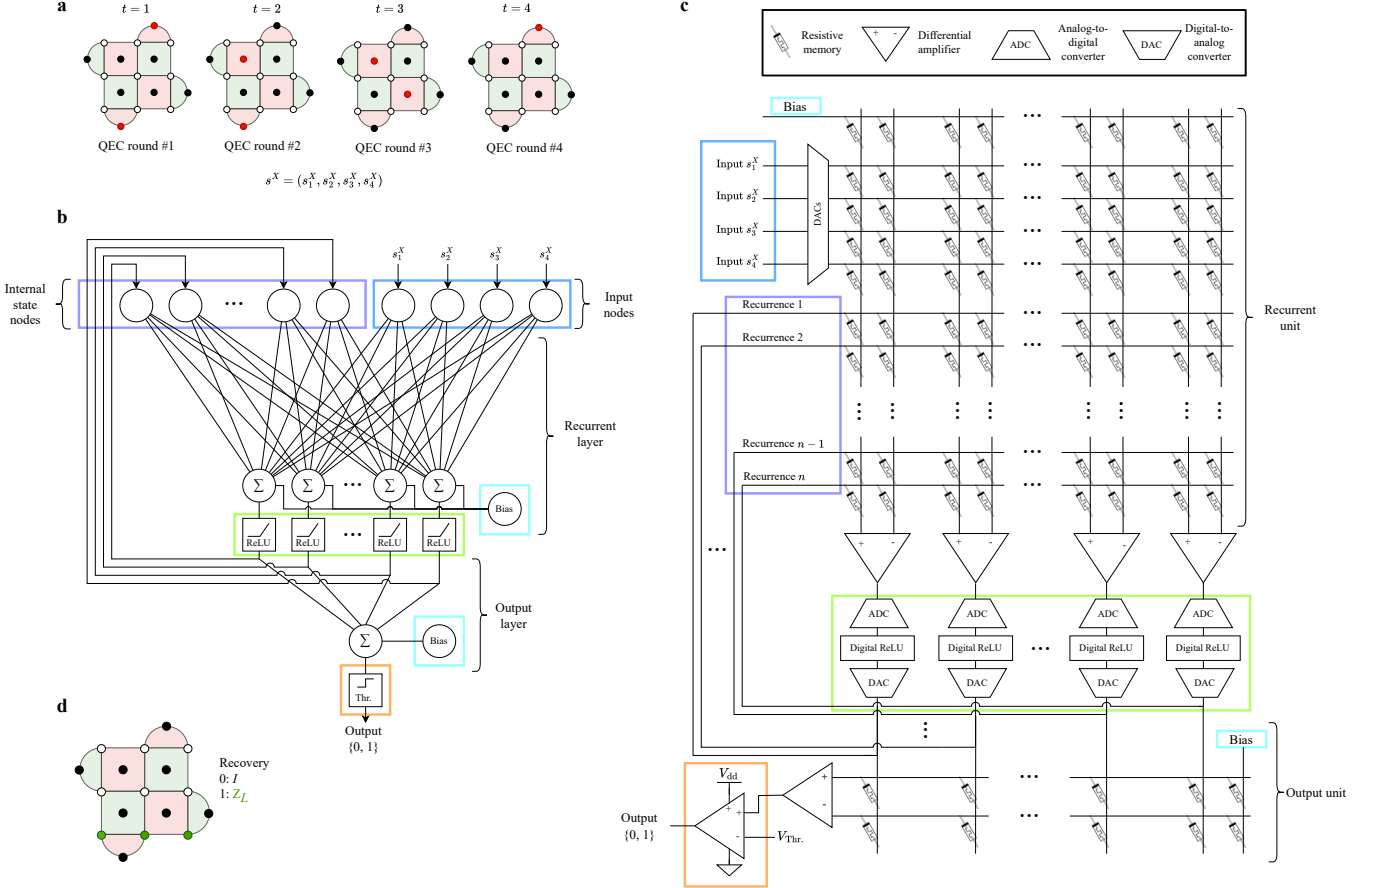 a
t = 1
t = 2
t = 3
t = 4
QEC round #1
QEC round #2
QEC round #3
QEC round #4
s^X = (s_1^X, s_2^X, s_3^X, s_4^X)
b
s_1^X
s_2^X
s_3^X
s_4^X
Internal
state
nodes
...
Input
nodes
Recurrent
layer
Σ
Σ
...
Σ
Σ
Bias
ReLU
ReLU
...
ReLU
ReLU
Output
layer
Σ
Bias
Thr.
Output
{0, 1}
c
Resistive
memory
+ -
Differential
amplifier
ADC
Analog-to-
digital
converter
DAC
Digital-to-
analog
converter
Bias
...
Input s_1^X
Input s_2^X
Input s_3^X
Input s_4^X
DACs
...
...
...
...
Recurrence 1
Recurrence 2
...
...
Recurrence n − 1
Recurrence n
...
...
Recurrent
unit
+ -
+ -
+ -
+ -
...
ADC
ADC
ADC
ADC
Digital ReLU
Digital ReLU
...
Digital ReLU
Digital ReLU
DAC
DAC
DAC
DAC
...
Bias
V_dd
+
+
-
V_Thr.
+
-
...
...
Output
{0, 1}
Output unit
d
Recovery
0: I
1: Z_L